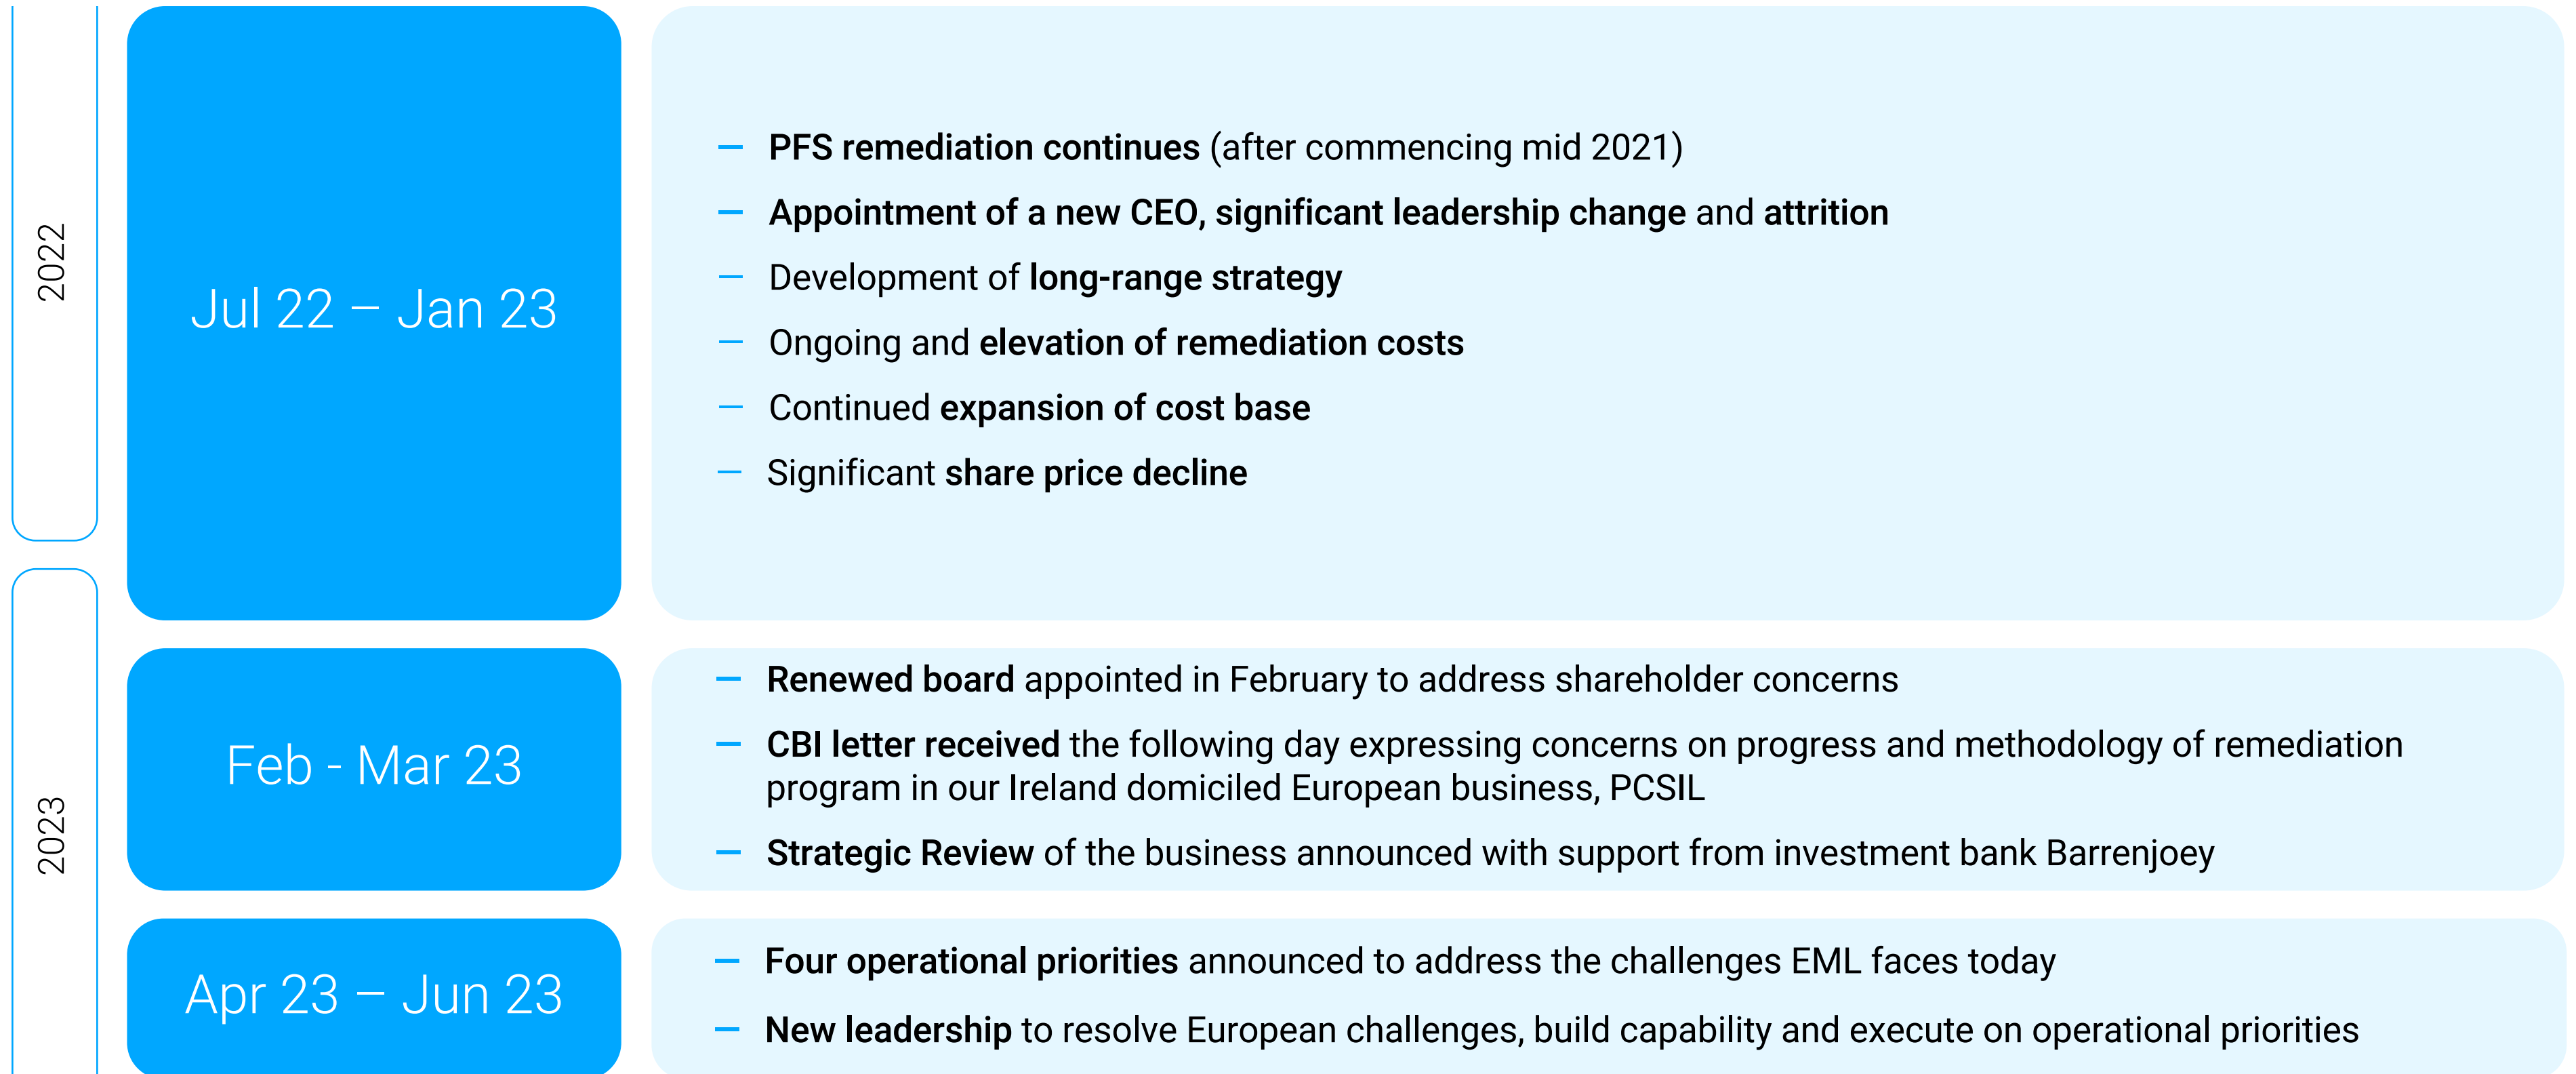 2022
Jul 22 – Jan 23
– PFS remediation continues (after commencing mid 2021)
– Appointment of a new CEO, significant leadership change and attrition
– Development of long-range strategy
– Ongoing and elevation of remediation costs
– Continued expansion of cost base
– Significant share price decline
2023
Feb - Mar 23
– Renewed board appointed in February to address shareholder concerns
– CBI letter received the following day expressing concerns on progress and methodology of remediation
program in our Ireland domiciled European business, PCSIL
– Strategic Review of the business announced with support from investment bank Barrenjoey
Apr 23 – Jun 23
– Four operational priorities announced to address the challenges EML faces today
– New leadership to resolve European challenges, build capability and execute on operational priorities